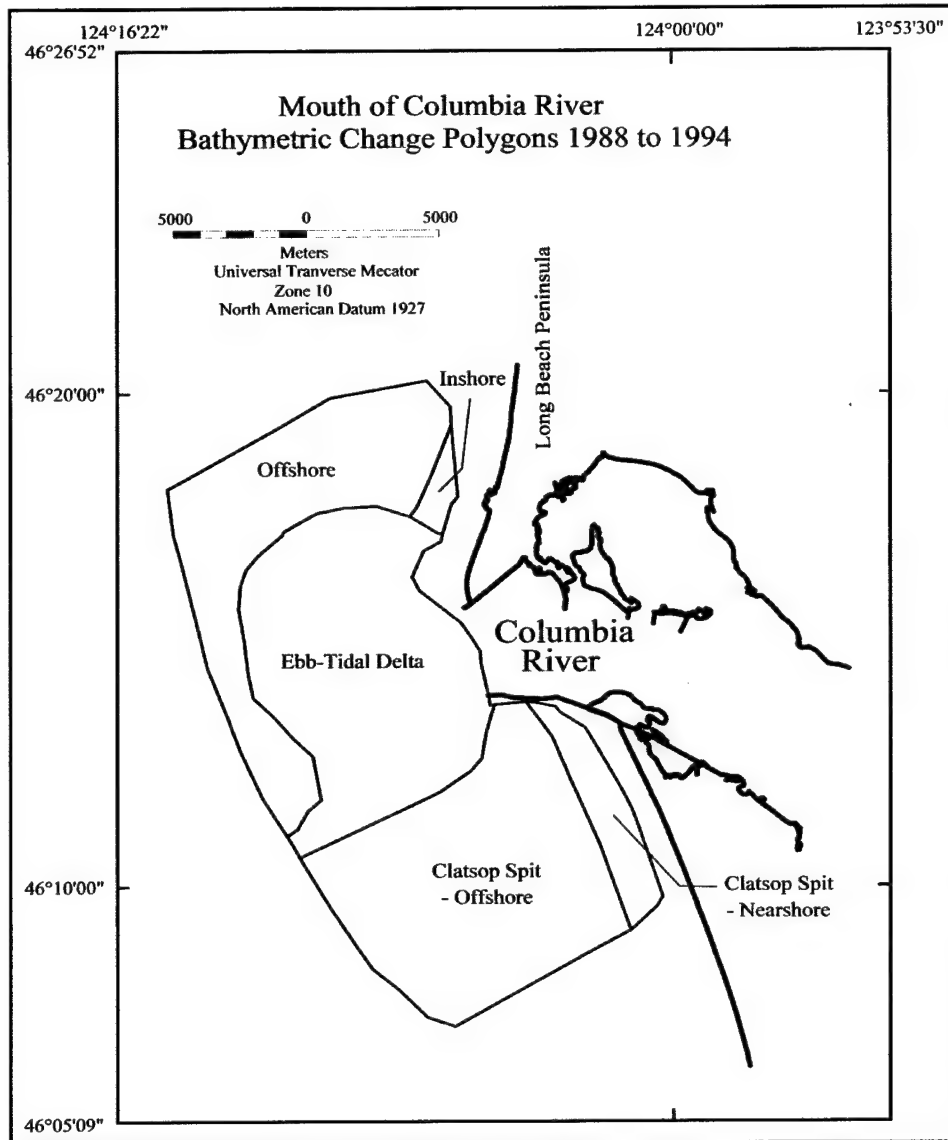 124°16'22"
124°00'00"
123°53'30"
46°26'52"
Mouth of Columbia River
Bathymetric Change Polygons 1988 to 1994
5000 0 5000
Meters
Universal Tranverse Mecator
Zone 10
North American Datum 1927
Long Beach Peninsula
Inshore
46°20'00"
Offshore
Columbia
River
Ebb-Tidal Delta
46°10'00"
Clatsop Spit
- Offshore
Clatsop Spit
- Nearshore
46°05'09"